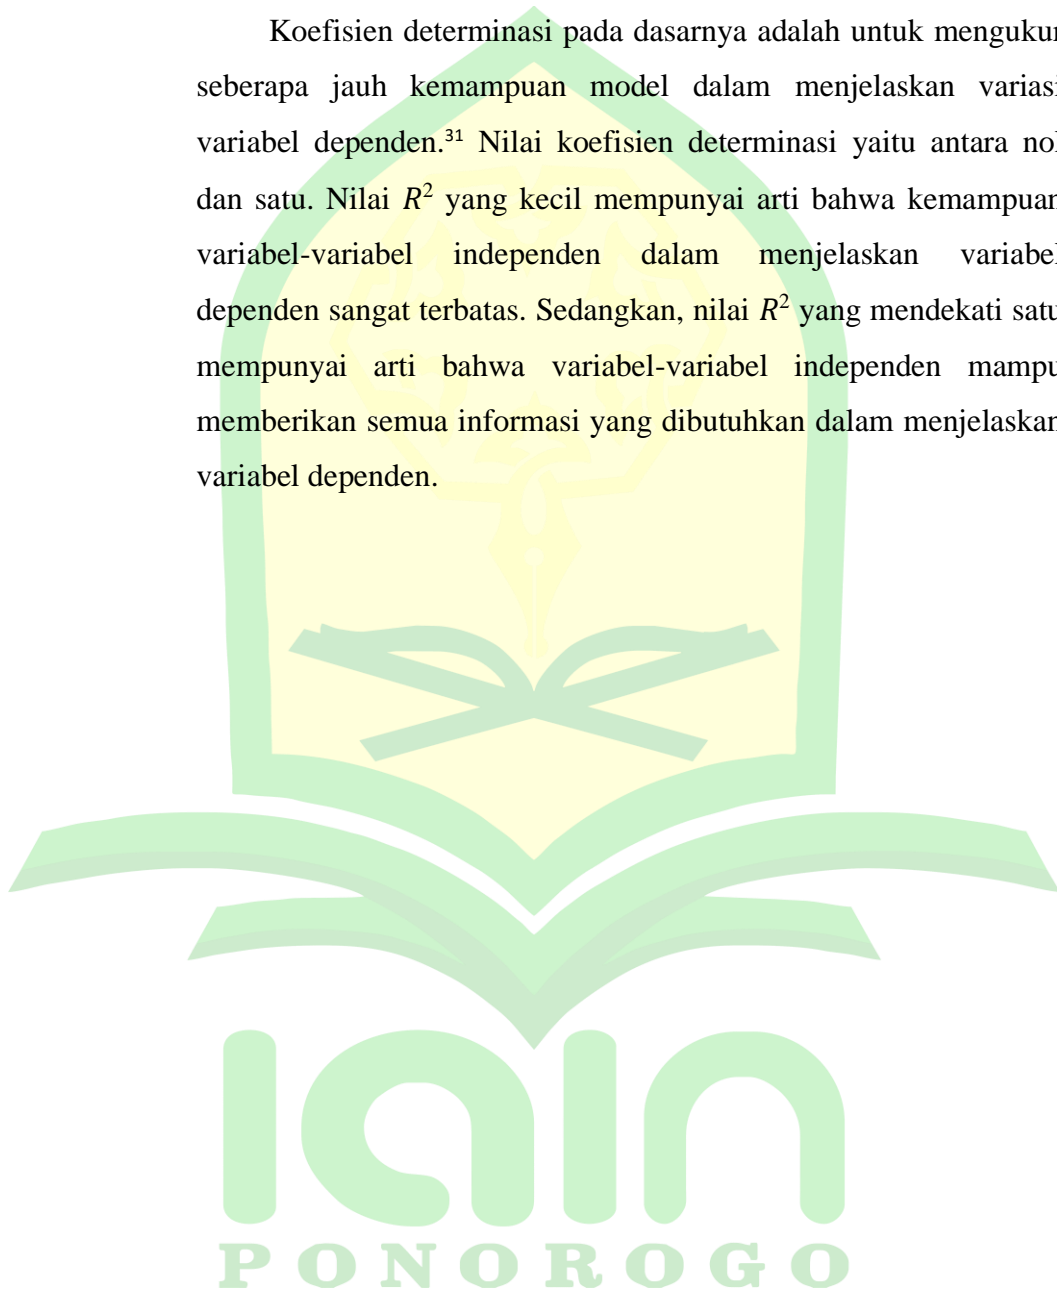 Koefisien determinasi pada dasarnya adalah untuk mengukur
seberapa jauh kemampuan model dalam menjelaskan variasi
variabel dependen.³¹ Nilai koefisien determinasi yaitu antara nol
dan satu. Nilai R² yang kecil mempunyai arti bahwa kemampuan
variabel-variabel independen dalam menjelaskan variabel
dependen sangat terbatas. Sedangkan, nilai R² yang mendekati satu
mempunyai arti bahwa variabel-variabel independen mampu
memberikan semua informasi yang dibutuhkan dalam menjelaskan
variabel dependen.
iain
PONOROGO